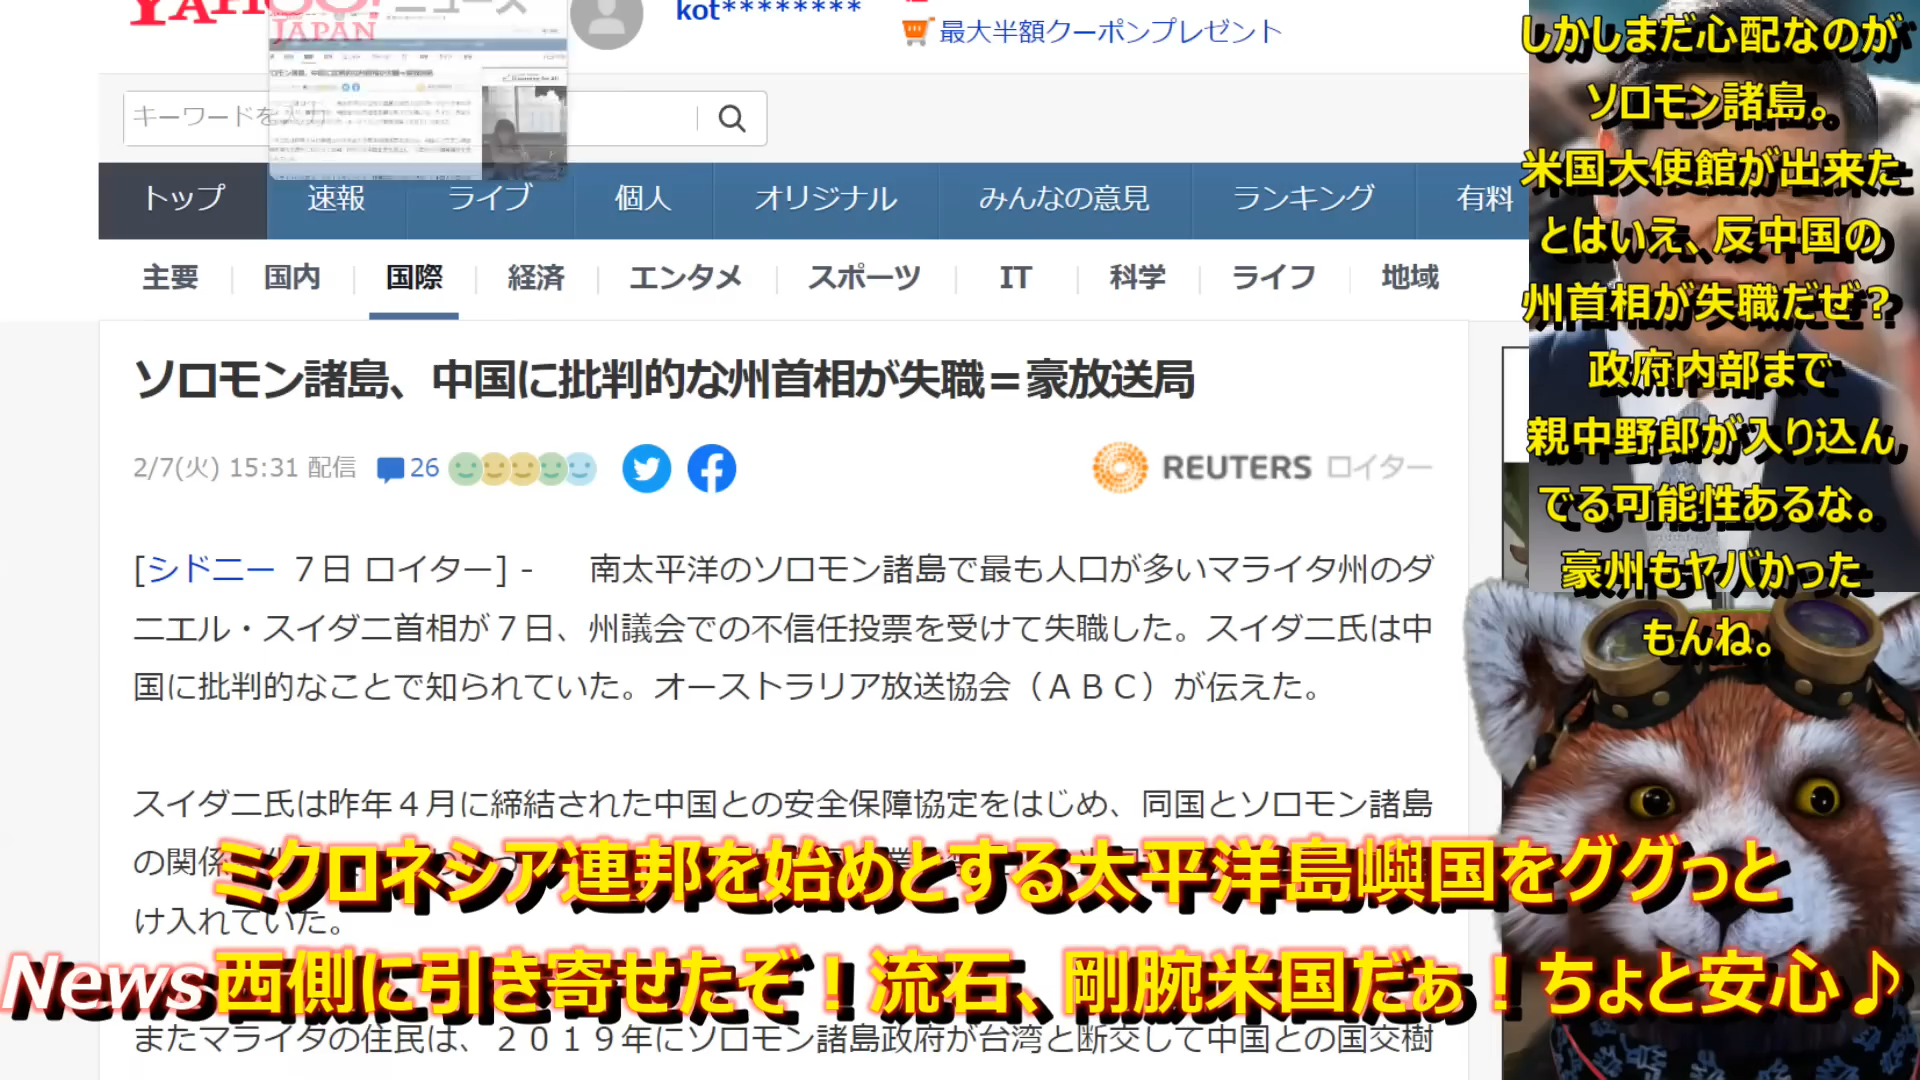 YAHOO!
JAPAN
ニュース
kot********
最大半額クーポンプレゼント
キーワードを
トップ
速報
ライブ
個人
オリジナル
みんなの意見
ランキング
有料
主要
国内
国際
経済
エンタメ
スポーツ
IT
科学
ライフ
地域
ソロモン諸島、中国に批判的な州首相が失職＝豪放送局
2/7(火) 15:31 配信
26
REUTERS ロイター
[シドニー ７日 ロイター] - 南太平洋のソロモン諸島で最も人口が多いマライタ州のダ
ニエル・スイダニ首相が７日、州議会での不信任投票を受けて失職した。スイダニ氏は中
国に批判的なことで知られていた。オーストラリア放送協会（ＡＢＣ）が伝えた。
スイダニ氏は昨年４月に締結された中国との安全保障協定をはじめ、同国とソロモン諸島
の関係
け入れていた。
またマライタの住民は、２０１９年にソロモン諸島政府が台湾と断交して中国との国交樹
しかしまだ心配なのが
ソロモン諸島。
米国大使館が出来た
とはいえ、反中国の
州首相が失職だぜ？
政府内部まで
親中野郎が入り込ん
でる可能性あるな。
豪州もヤバかった
もんね。
ミクロネシア連邦を始めとする太平洋島嶼国をググっと
News 西側に引き寄せたぞ！流石、剛腕米国だぁ！ちょと安心♪